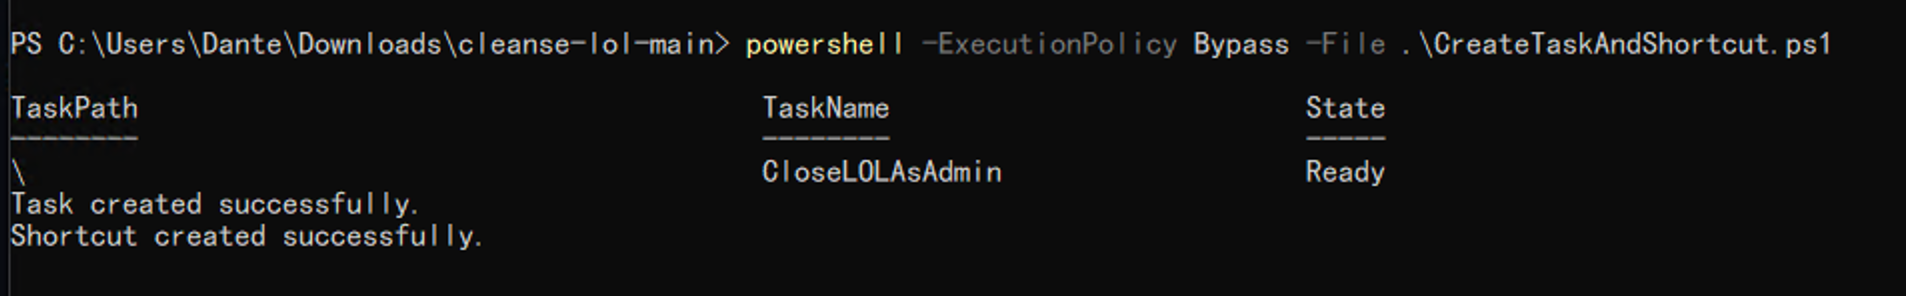 PS C:\Users\Dante\Downloads\cleanse-lol-main> powershell -ExecutionPolicy Bypass -File .\CreateTaskAndShortcut.ps1
TaskPath TaskName State
-------- -------- -----
\ CloseLOLAsAdmin Ready
Task created successfully.
Shortcut created successfully.